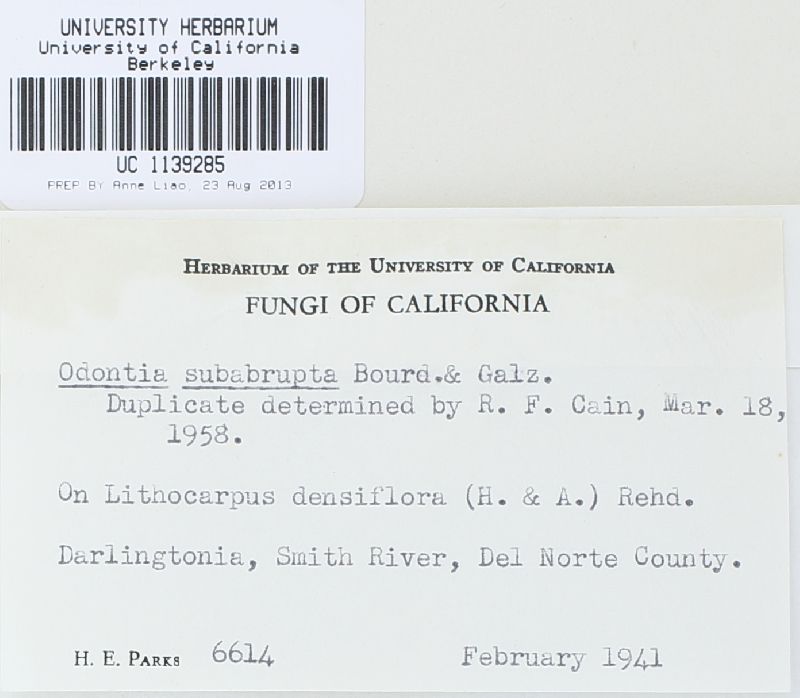 UNIVERSITY HERBARIUM
University of California
Berkeley
UC 1139285
PREP BY Anne Liao, 23 Aug 2013
HERBARIUM OF THE UNIVERSITY OF CALIFORNIA
FUNGI OF CALIFORNIA
Odontia subabrupta Bourd.& Galz.
Duplicate determined by R. F. Cain, Mar. 18,
1958.
On Lithocarpus densiflora (H. & A.) Rehd.
Darlingtonia, Smith River, Del Norte County.
H. E. PARKS 6614 February 1941